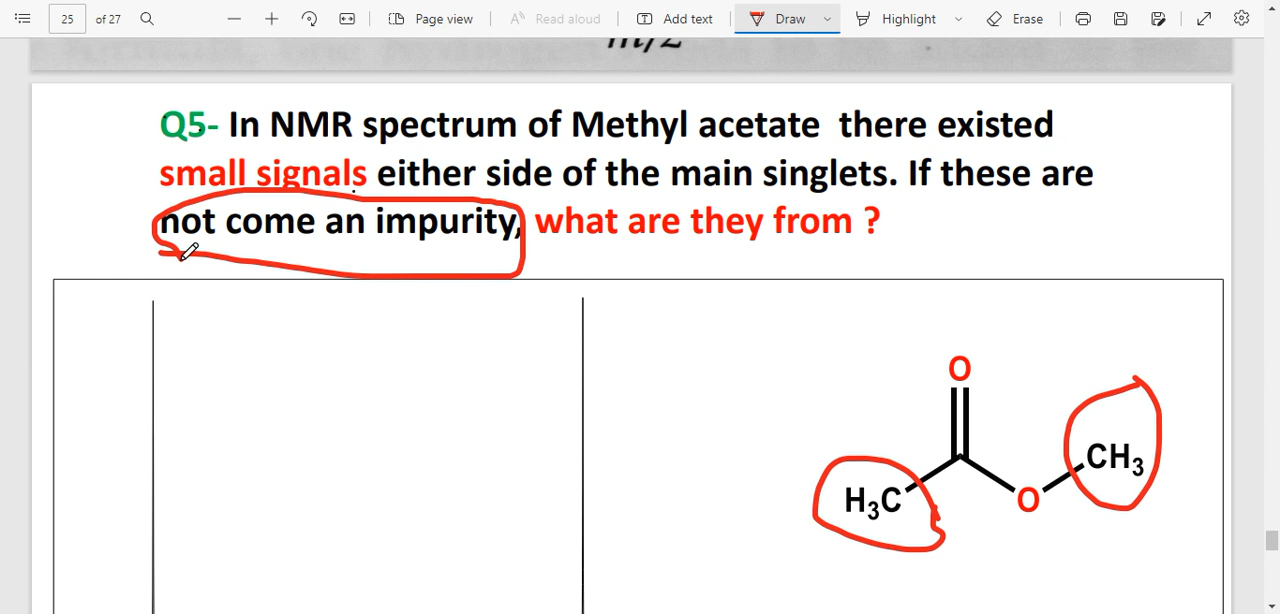 25 of 27 Page view Read aloud Add text Draw Highlight Erase
m/z
Q5- In NMR spectrum of Methyl acetate there existed
small signals either side of the main singlets. If these are
not come an impurity, what are they from ?
O
CH3
H3C
O